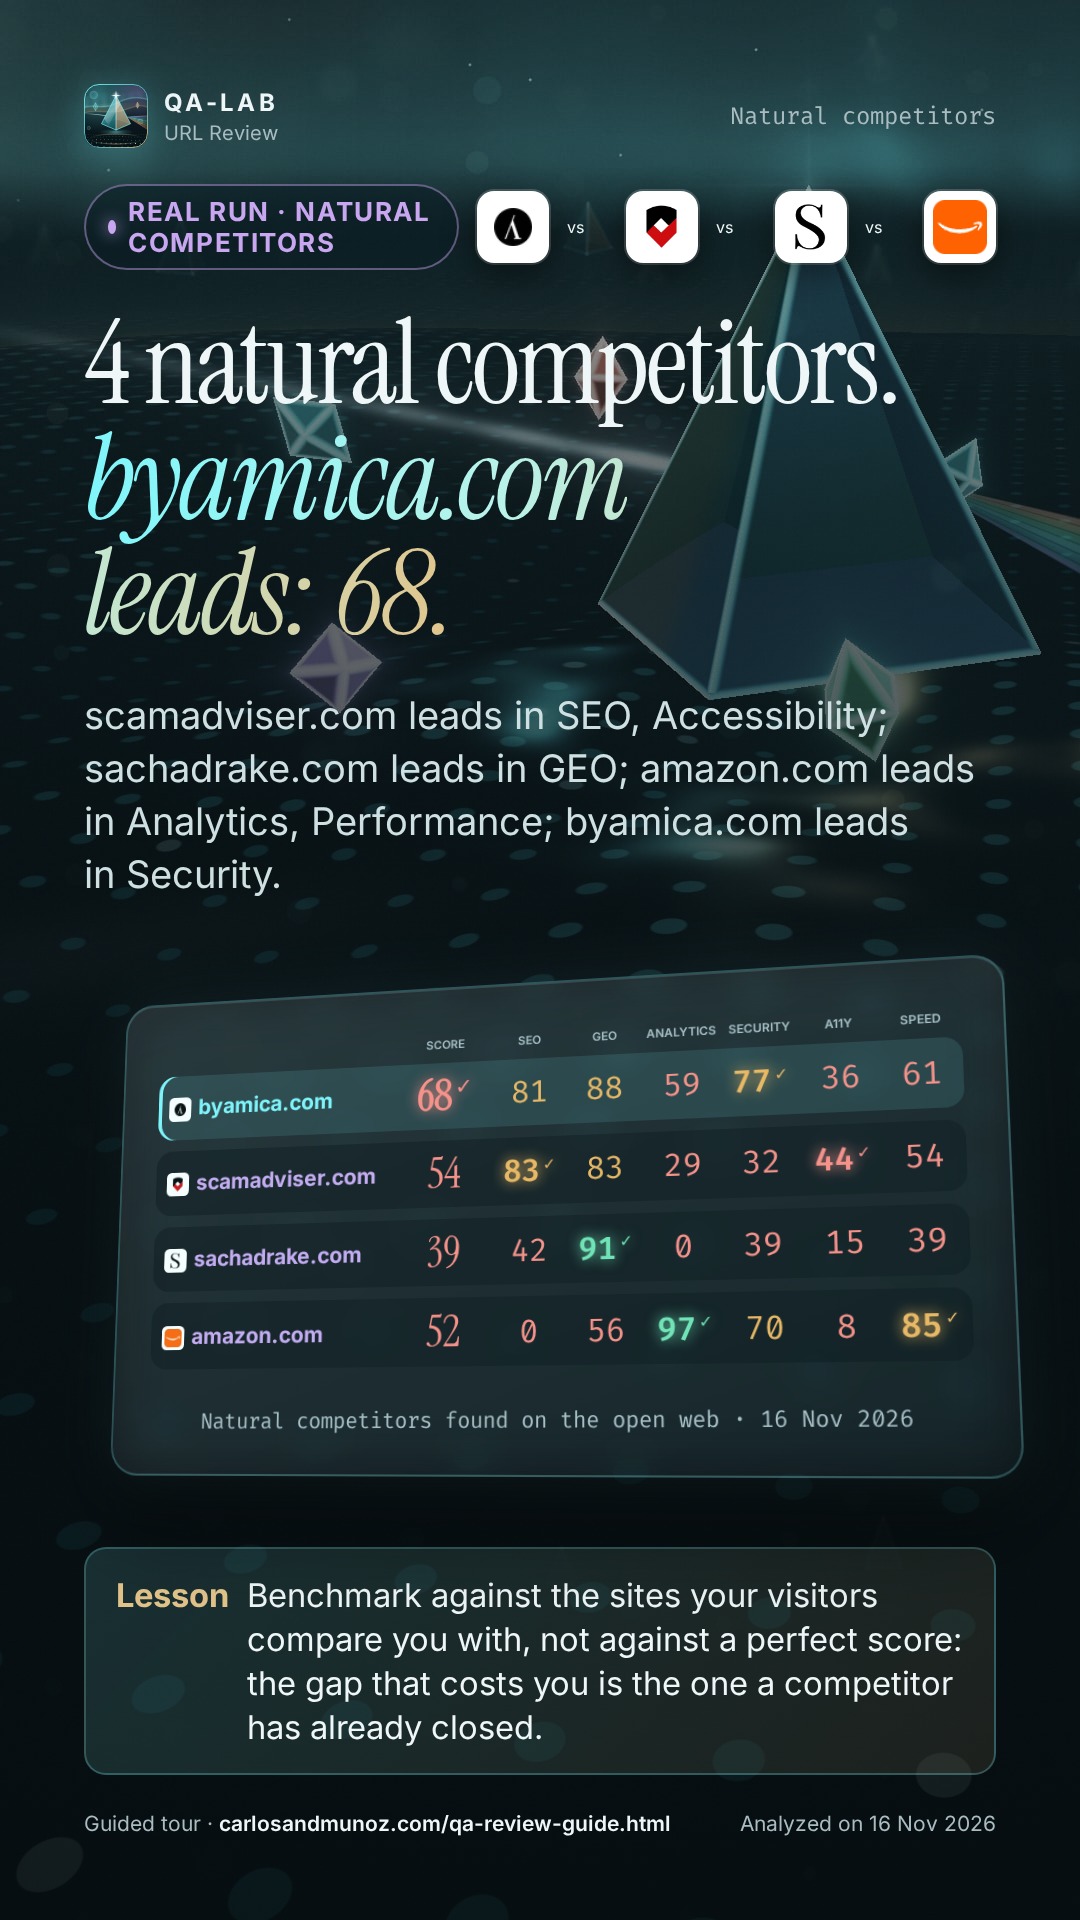 QA-LAB
URL Review
Natural competitors
REAL RUN · NATURAL
COMPETITORS
vs
S
vs
vs
4 natural competitors.
byamica.com
leads: 68.
scamadviser.com leads in SEO, Accessibility;
sachadrake.com leads in GEO; amazon.com leads
in Analytics, Performance; byamica.com leads
in Security.
SCORE SEO GEO ANALYTICS SECURITY A11Y SPEED
byamica.com 68✓ 81 88 59 77✓ 36 61
scamadviser.com 54 83✓ 83 29 32 44✓ 54
S sachadrake.com 39 42 91✓ 0 39 15 39
amazon.com 52 0 56 97✓ 70 8 85✓
Natural competitors found on the open web · 16 Nov 2026
Lesson Benchmark against the sites your visitors
compare you with, not against a perfect score:
the gap that costs you is the one a competitor
has already closed.
Guided tour · carlosandmunoz.com/qa-review-guide.html
Analyzed on 16 Nov 2026